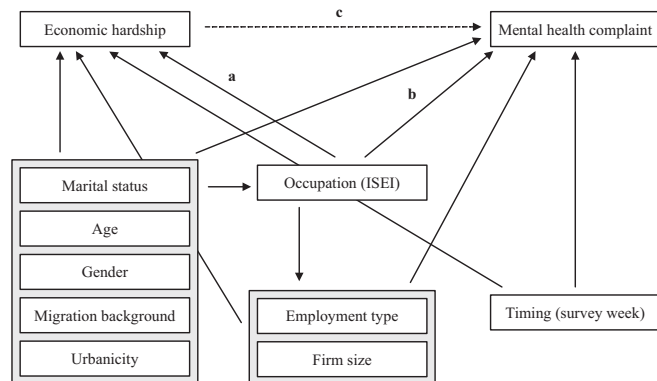 Economic hardship
c
Mental health complaint
a
b
Marital status
Occupation (ISEI)
Age
Gender
Migration background
Employment type
Timing (survey week)
Urbanicity
Firm size